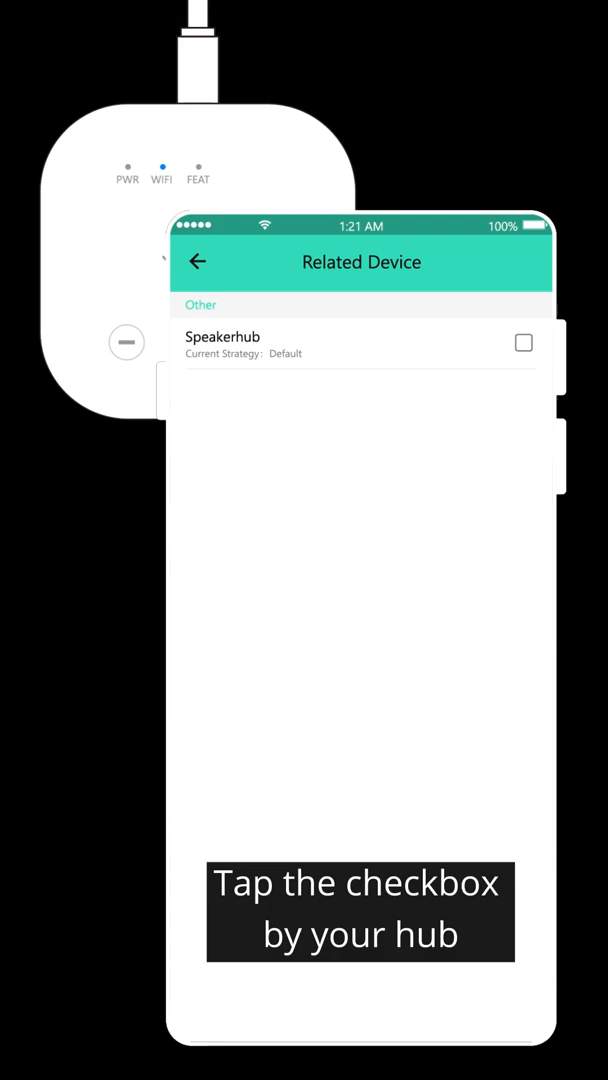 PWR WIFI FEAT
1:21 AM 100%
Related Device
Other
Speakerhub
Current Strategy: Default
Tap the checkbox
by your hub